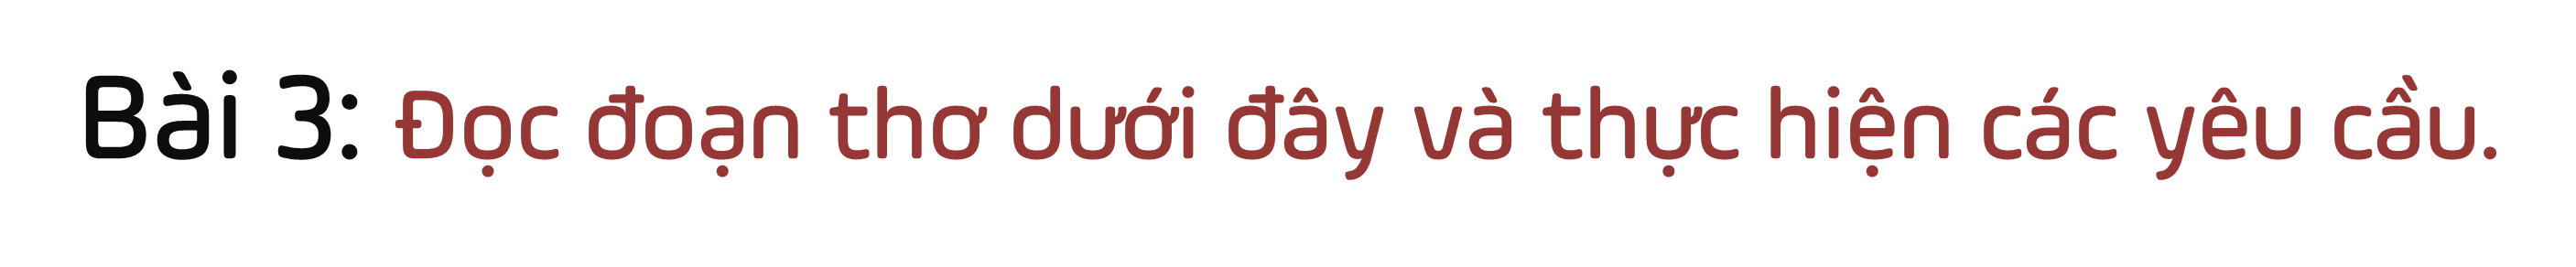 Bài 3: Đọc đoạn thơ dưới đây và thực hiện các yêu cầu.